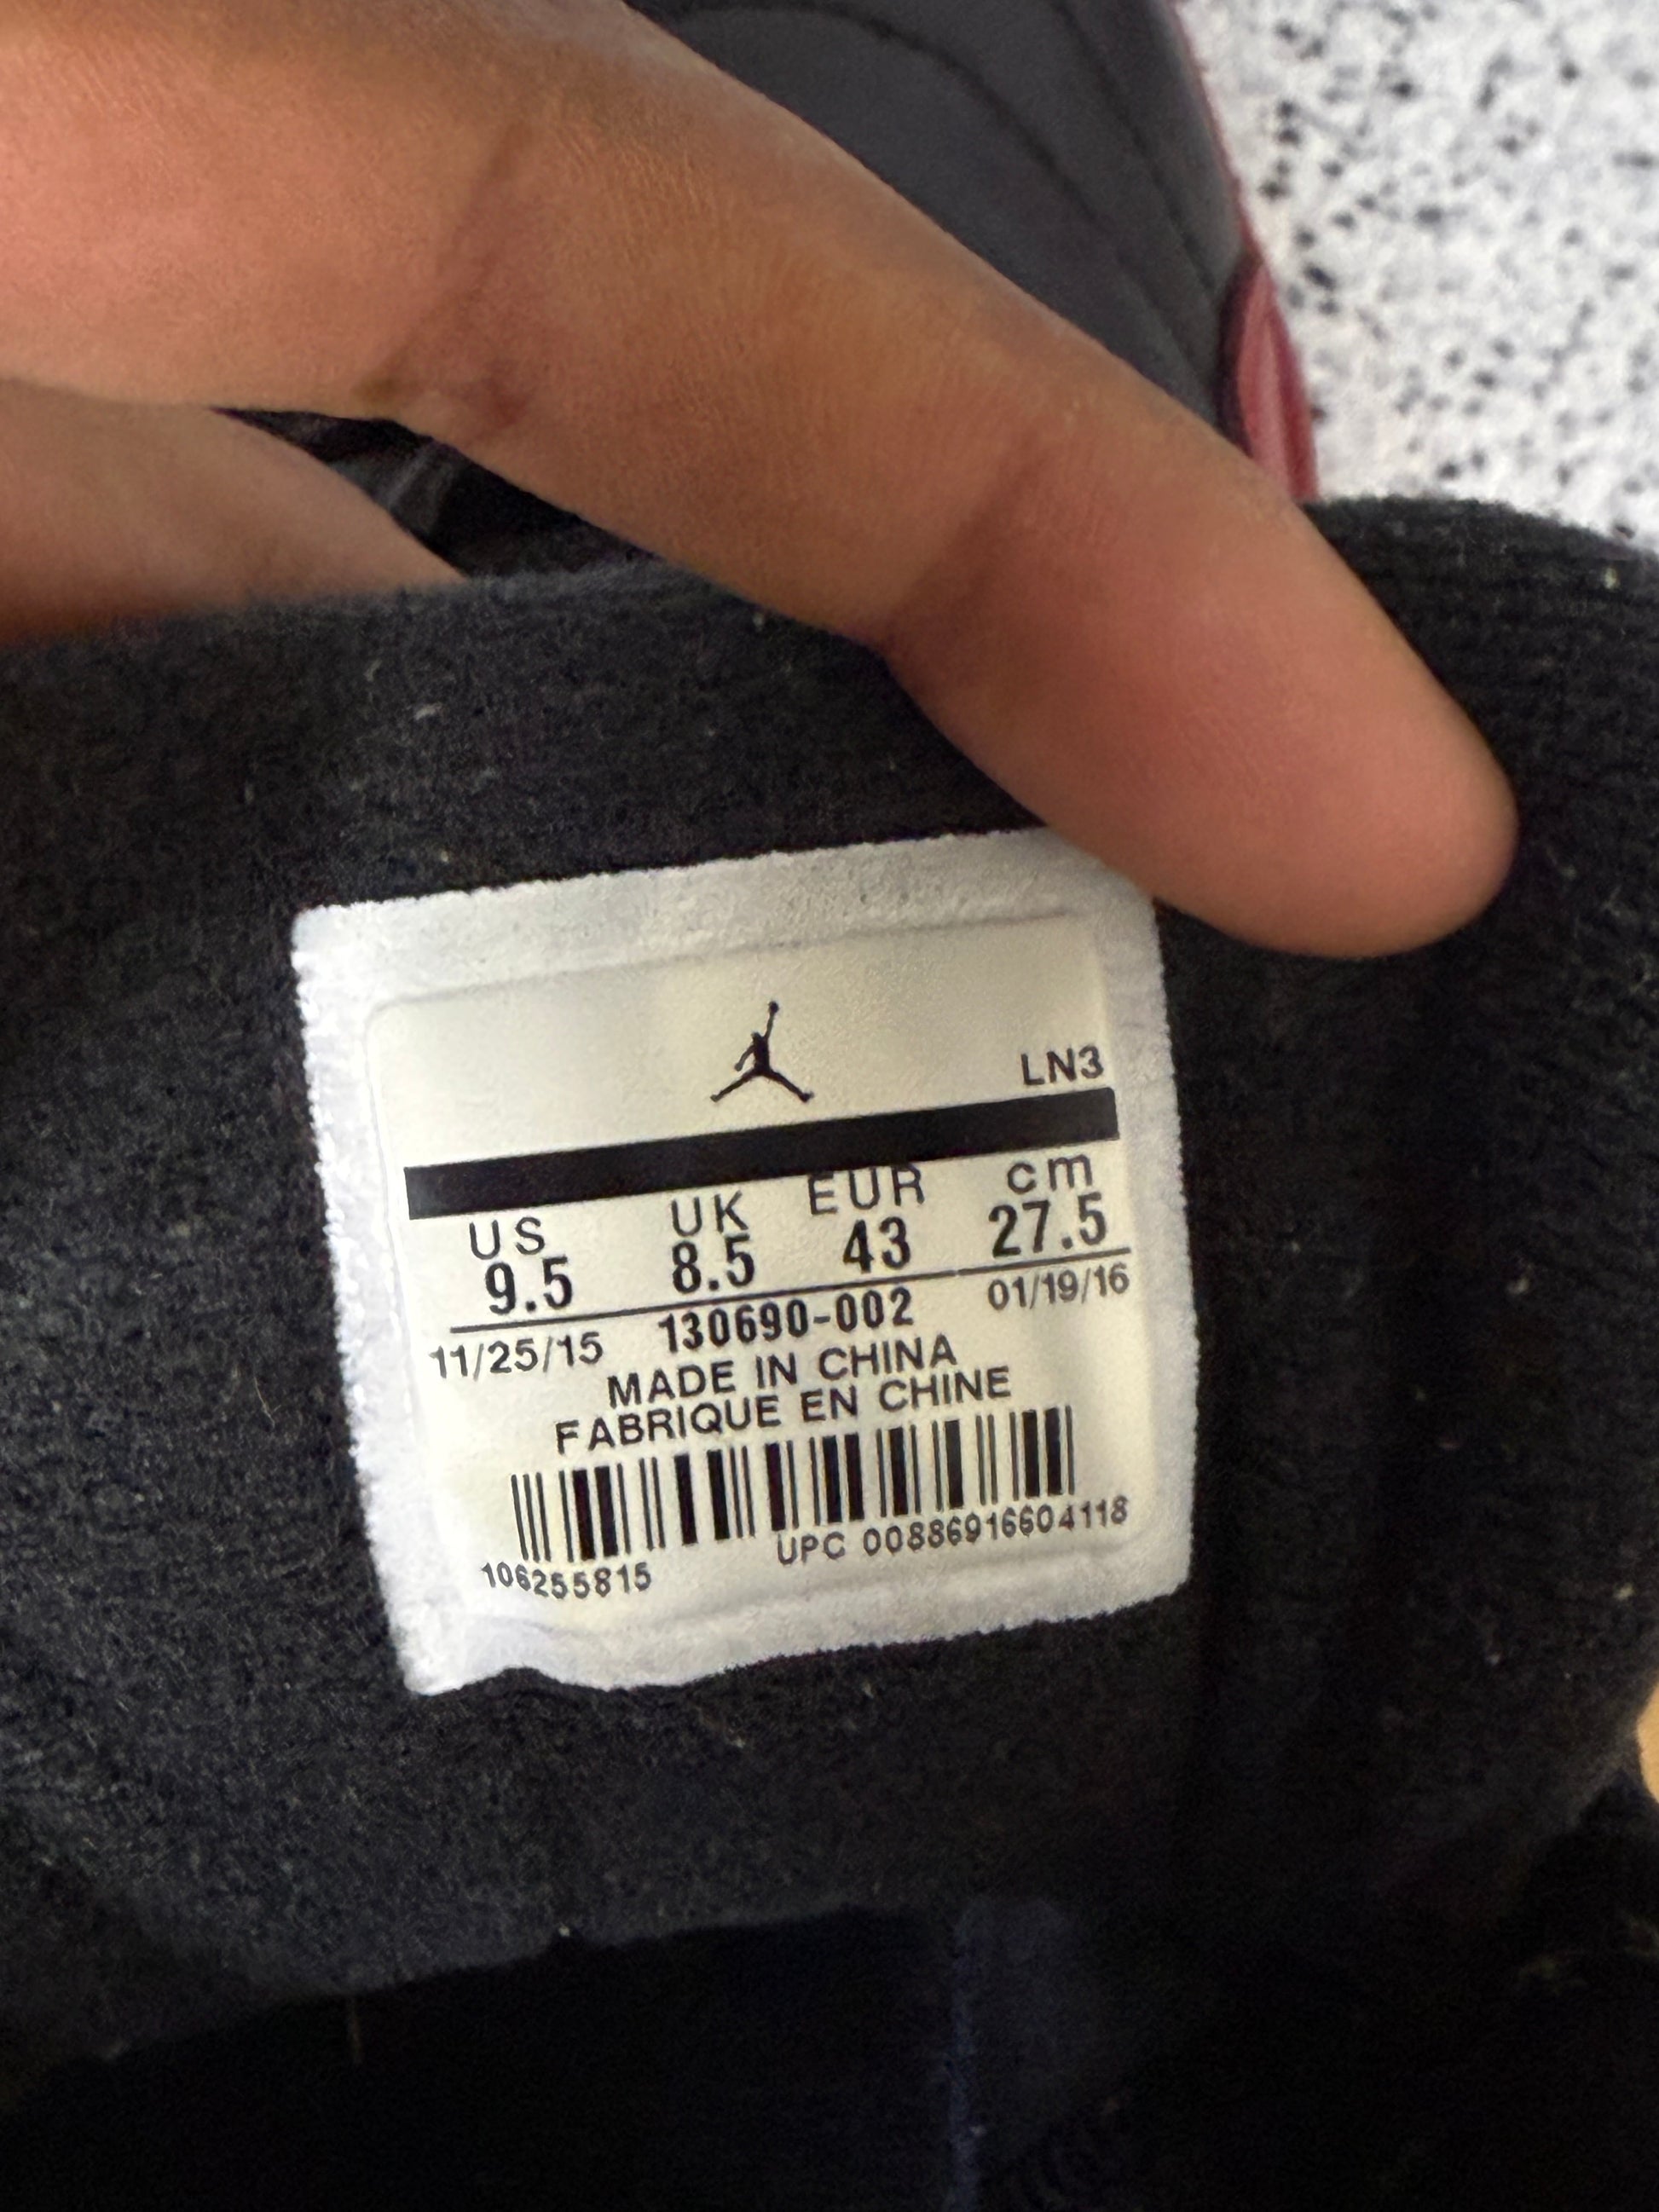 LN3
US UK EUR cm
9.5 8.5 43 27.5
11/25/15 130690-002 01/19/16
MADE IN CHINA
FABRIQUE EN CHINE
106255815 UPC 00886916604118